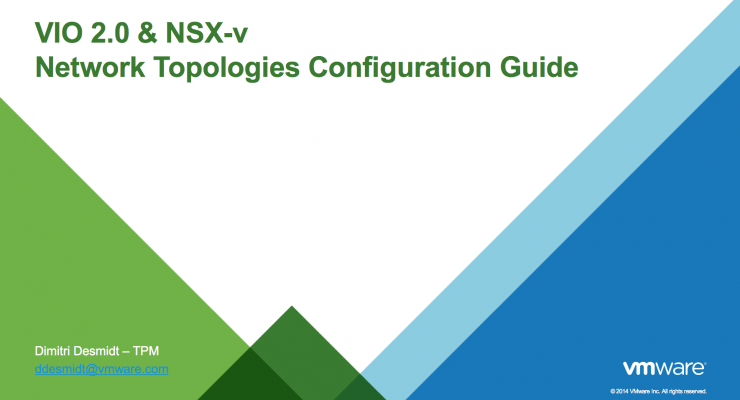 VIO 2.0 & NSX-v
Network Topologies Configuration Guide
Dimitri Desmidt – TPM
ddesmidt@vmware.com
vmware®
© 2014 VMware Inc. All rights reserved.